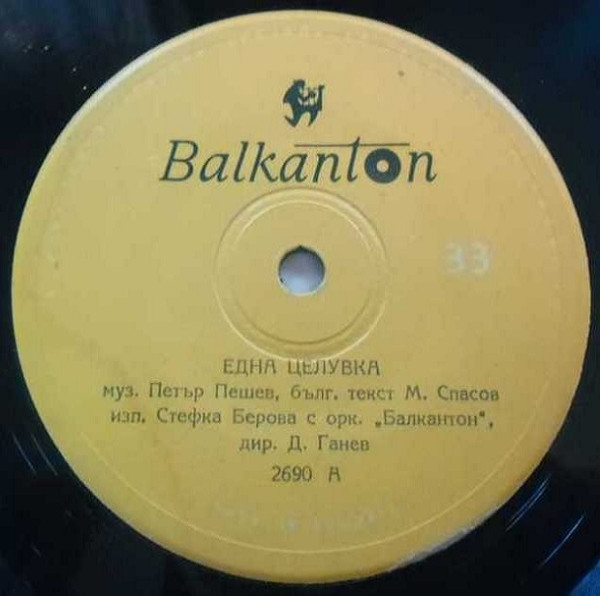 Balkanton
33
ЕДНА ЦЕЛУВКА
муз. Петър Пешев, бълг. текст М. Спасов
изп. Стефка Берова с орк. „Балкантон“,
дир. Д. Ганев
2690 А